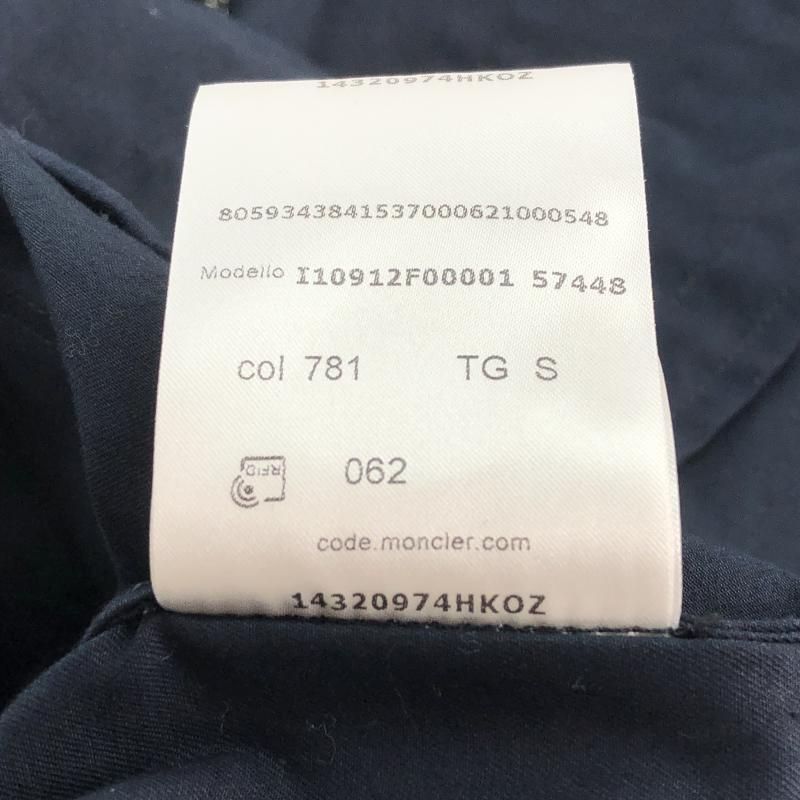 14320974HKOZ
8059343841537000621000548
Modello I10912F00001 57448
col 781 TG S
RFID 062
code.moncler.com
14320974HKOZ